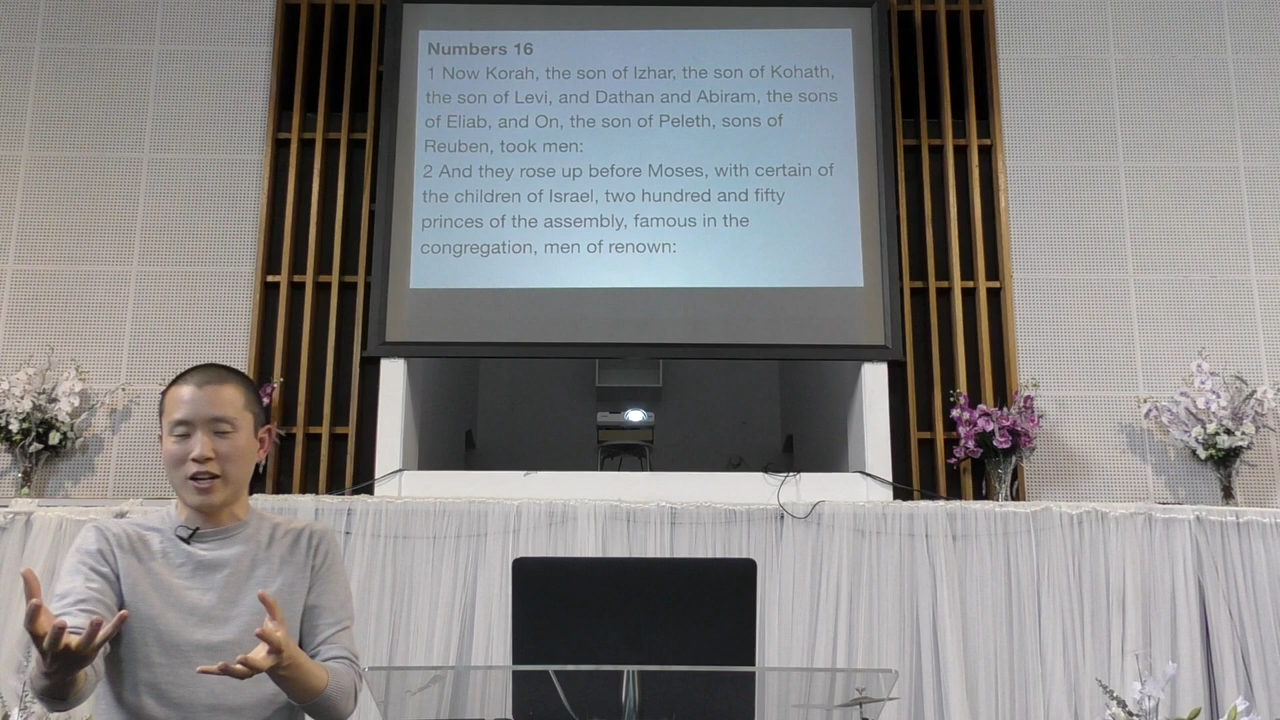 Numbers 16
1 Now Korah, the son of Izhar, the son of Kohath,
the son of Levi, and Dathan and Abiram, the sons
of Eliab, and On, the son of Peleth, sons of
Reuben, took men:
2 And they rose up before Moses, with certain of
the children of Israel, two hundred and fifty
princes of the assembly, famous in the
congregation, men of renown: